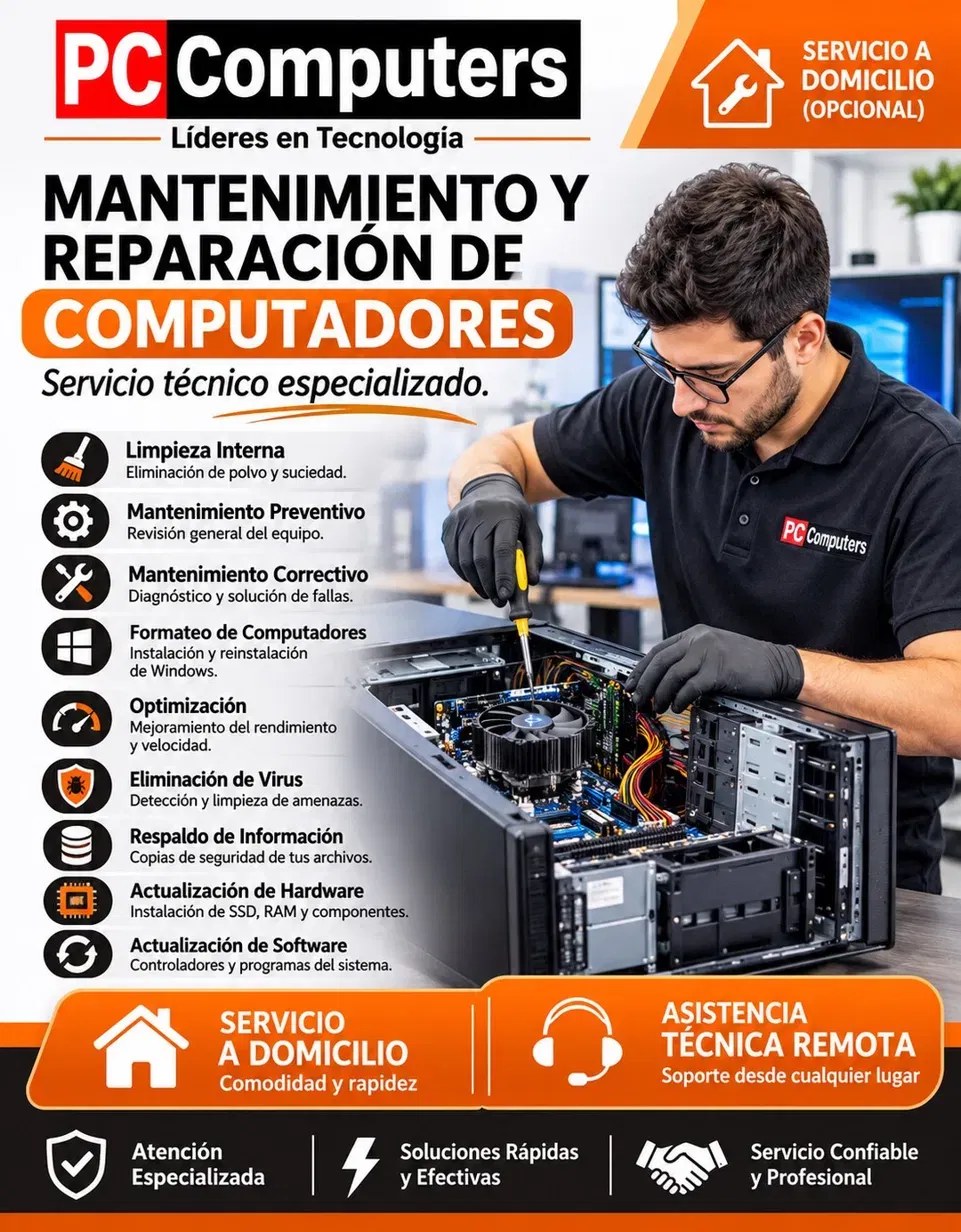 PC Computers
Líderes en Tecnología
SERVICIO A
DOMICILIO
(OPCIONAL)
MANTENIMIENTO Y
REPARACIÓN DE
COMPUTADORES
Servicio técnico especializado.
Limpieza Interna
Eliminación de polvo y suciedad.
Mantenimiento Preventivo
Revisión general del equipo.
Mantenimiento Correctivo
Diagnóstico y solución de fallas.
Formateo de Computadores
Instalación y reinstalación
de Windows.
Optimización
Mejoramiento del rendimiento
y velocidad.
Eliminación de Virus
Detección y limpieza de amenazas.
Respaldo de Información
Copias de seguridad de tus archivos.
Actualización de Hardware
Instalación de SSD, RAM y componentes.
Actualización de Software
Controladores y programas del sistema.
PC Computers
SERVICIO
A DOMICILIO
Comodidad y rapidez
ASISTENCIA
TÉCNICA REMOTA
Soporte desde cualquier lugar
Atención
Especializada
Soluciones Rápidas
y Efectivas
Servicio Confiable
y Profesional